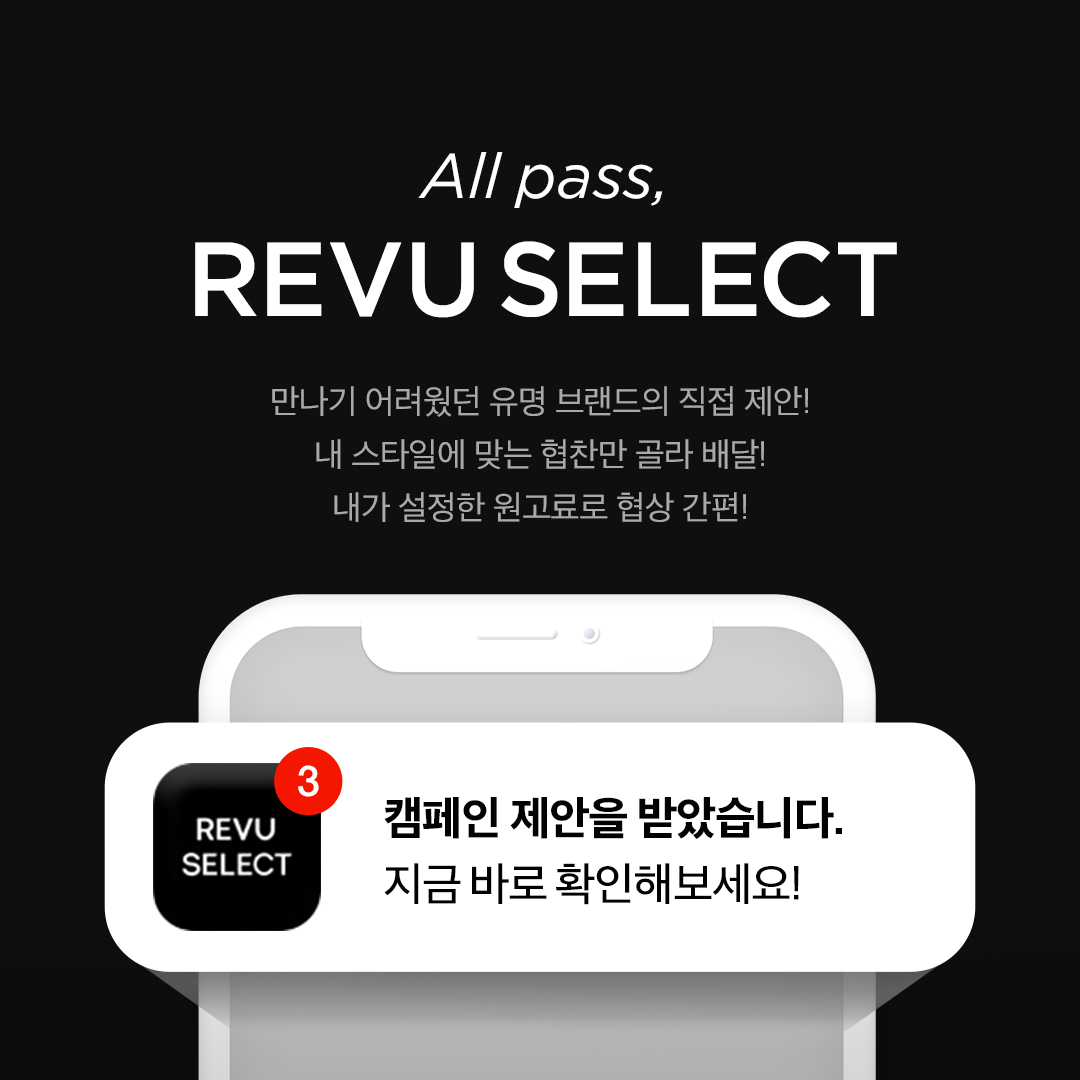 All pass,
REVU SELECT
만나기 어려웠던 유명 브랜드의 직접 제안!
내 스타일에 맞는 협찬만 골라 배달!
내가 설정한 원고료로 협상 간편!
3
REVU
SELECT
캠페인 제안을 받았습니다.
지금 바로 확인해보세요!